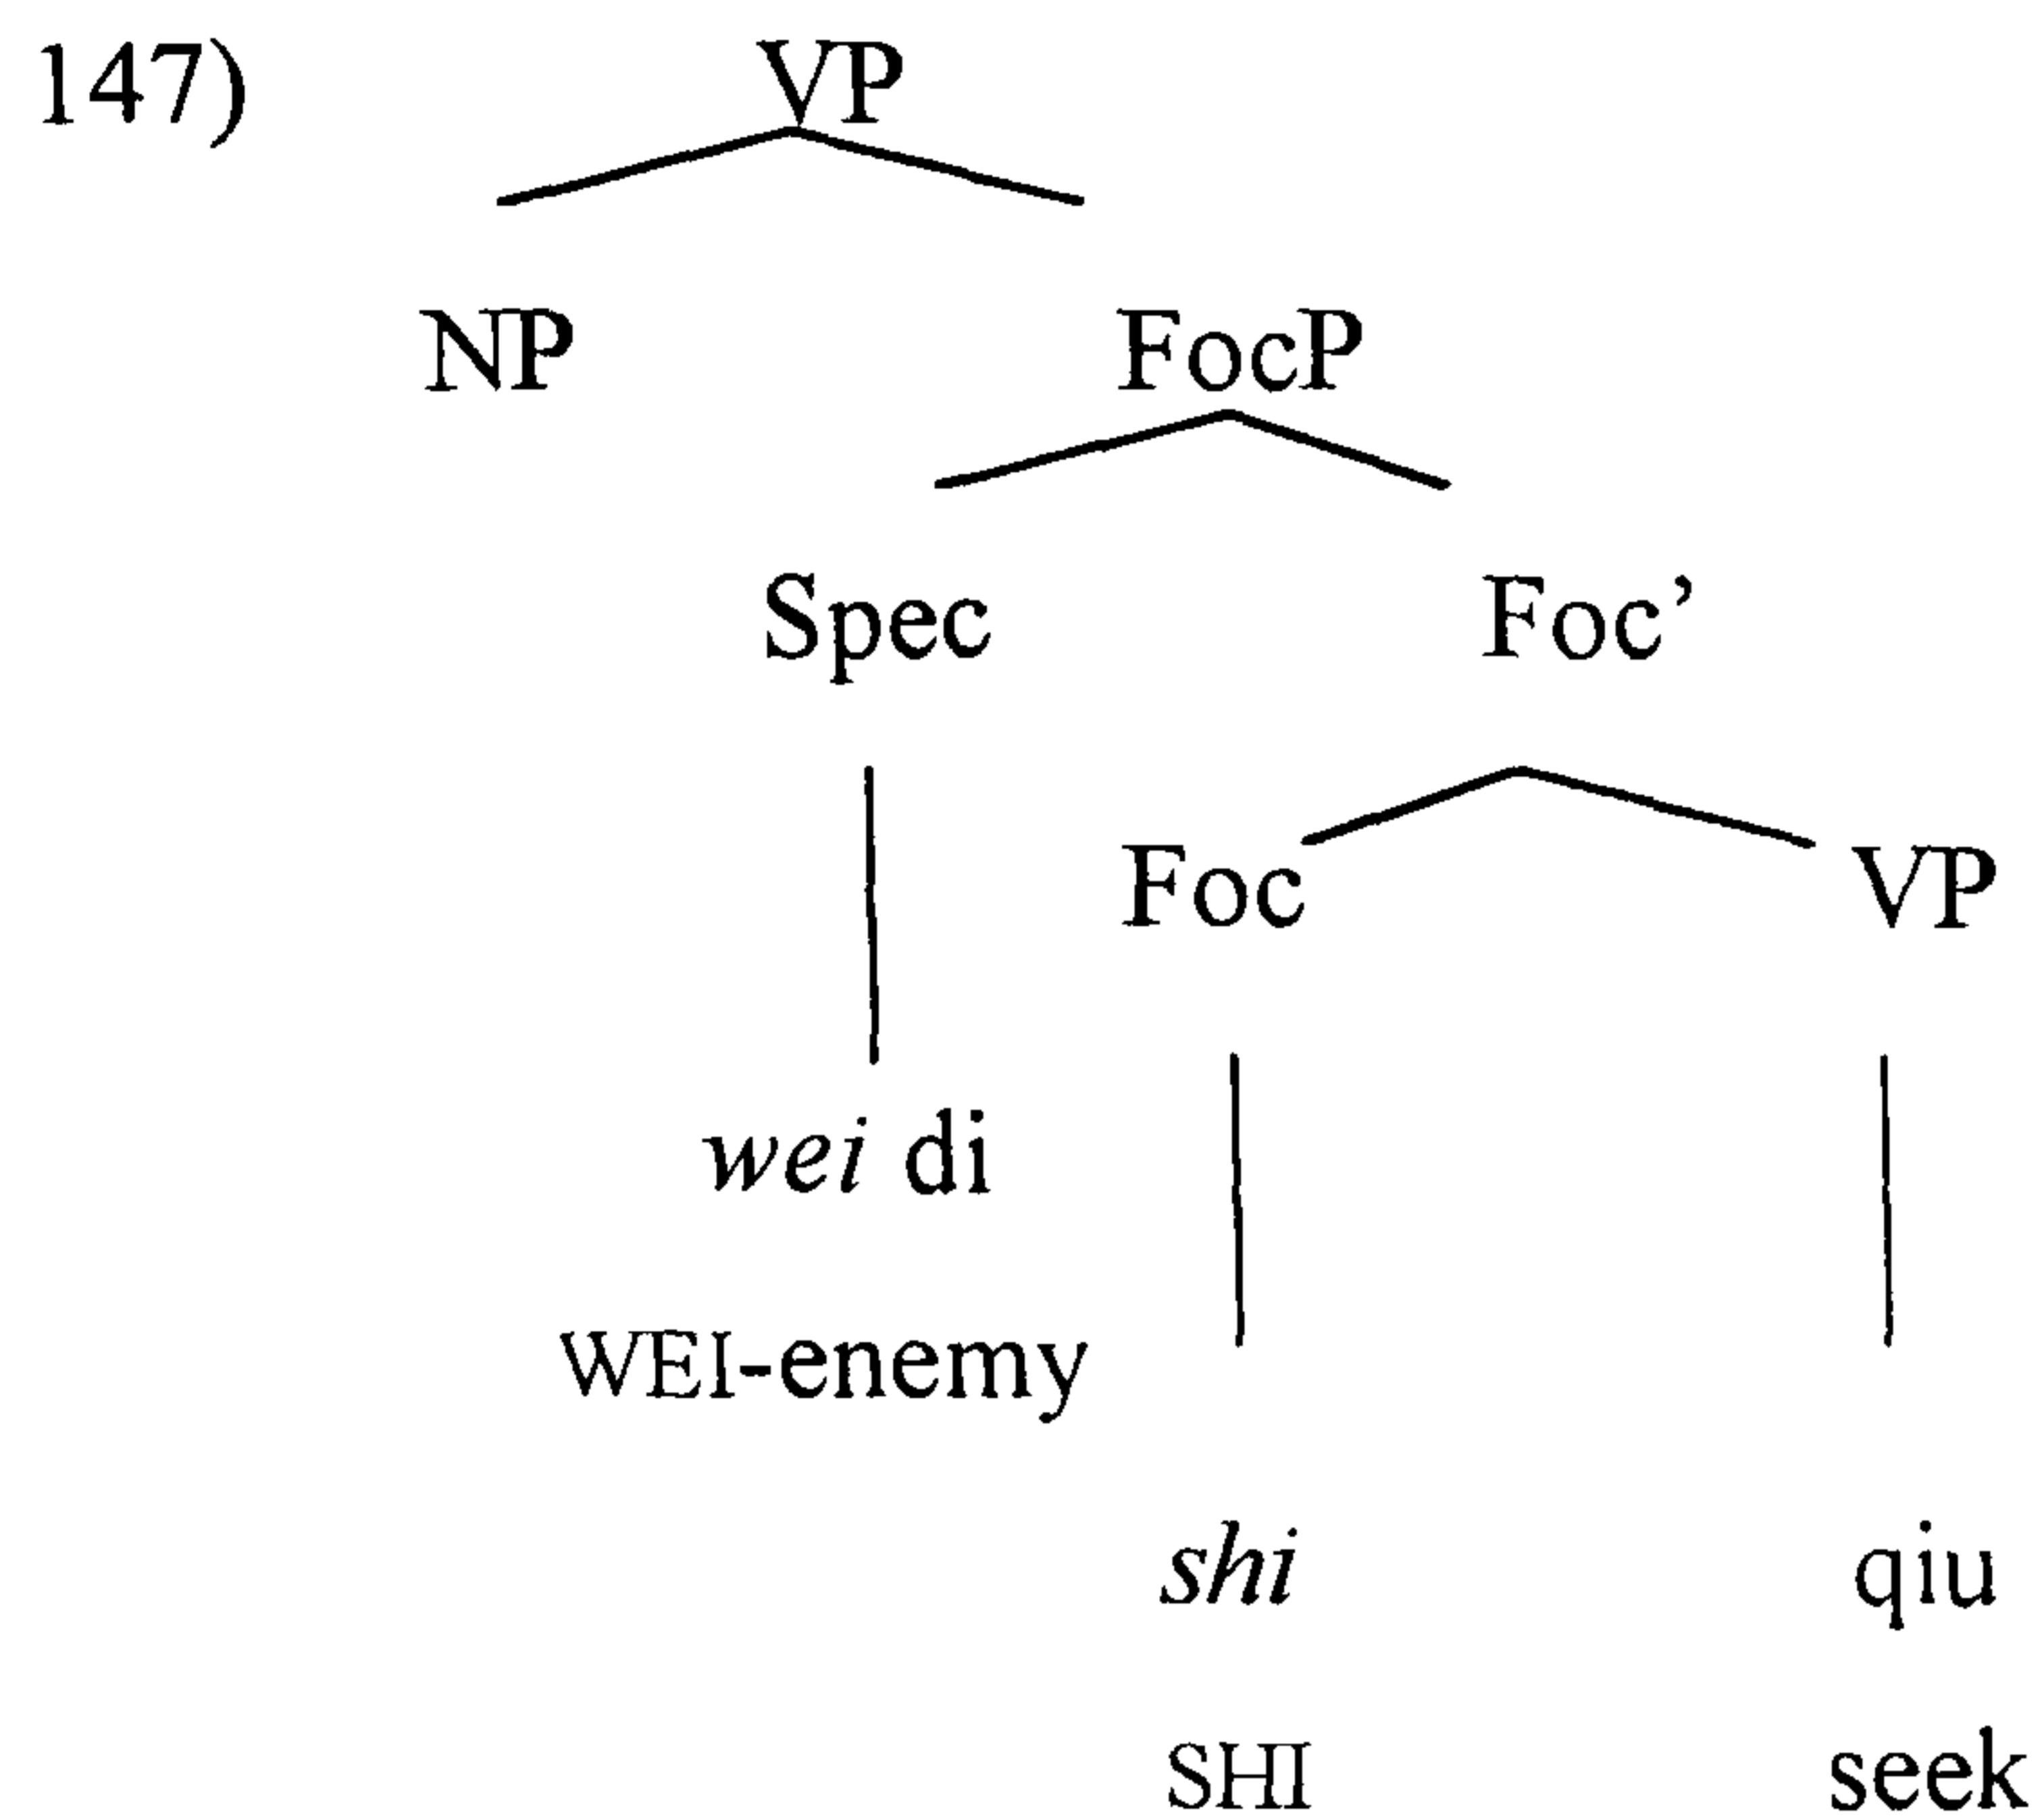 147) VP
NP FocP
Spec Foc’
Foc VP
wei di
WEI-enemy
shi qiu
SHI seek